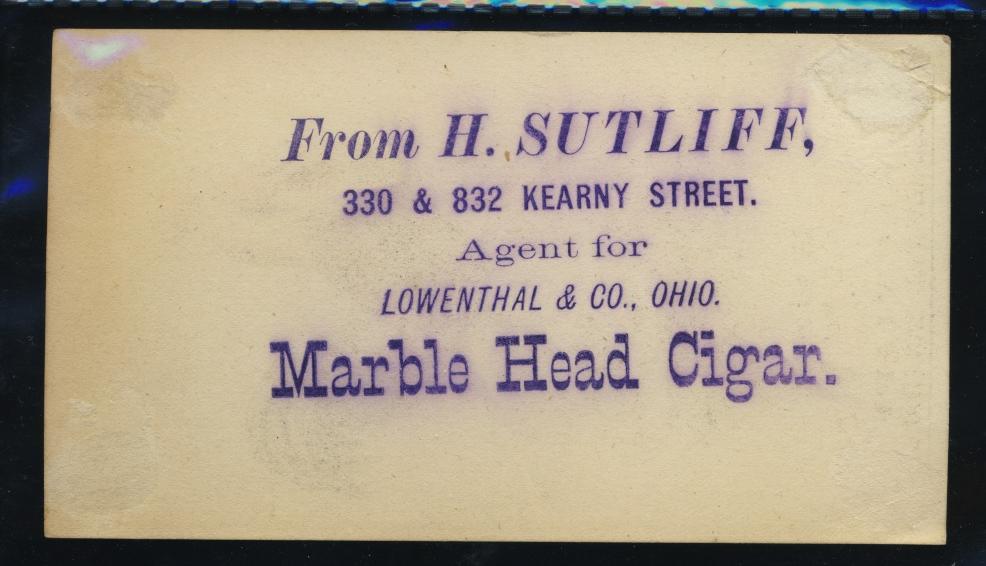 From H. SUTLIFF,
330 & 832 KEARNY STREET.
Agent for
LOWENTHAL & CO., OHIO.
Marble Head Cigar.